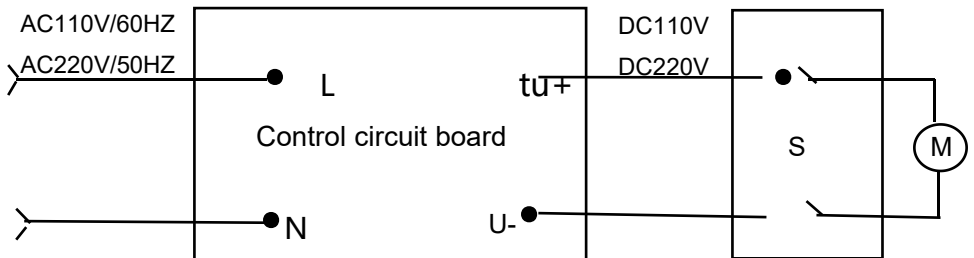 AC110V/60HZ
AC220V/50HZ
DC110V
DC220V
L
tu+
Control circuit board
S
M
N
U-